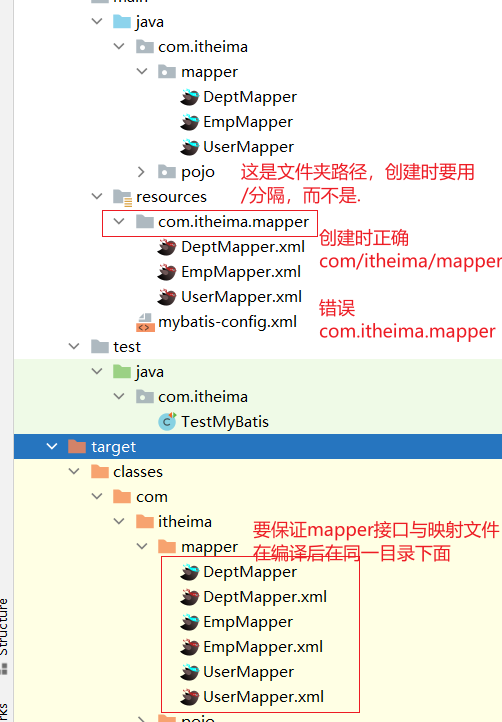 java
com.itheima
mapper
DeptMapper
EmpMapper
UserMapper
pojo
这是文件夹路径，创建时要用
/分隔，而不是.
resources
com.itheima.mapper
创建时正确
com/itheima/mapper
DeptMapper.xml
EmpMapper.xml
UserMapper.xml
错误
com.itheima.mapper
mybatis-config.xml
test
java
com.itheima
TestMyBatis
target
classes
com
itheima
mapper
要保证mapper接口与映射文件
在编译后在同一目录下面
DeptMapper
DeptMapper.xml
EmpMapper
EmpMapper.xml
UserMapper
UserMapper.xml
pojo
Structure